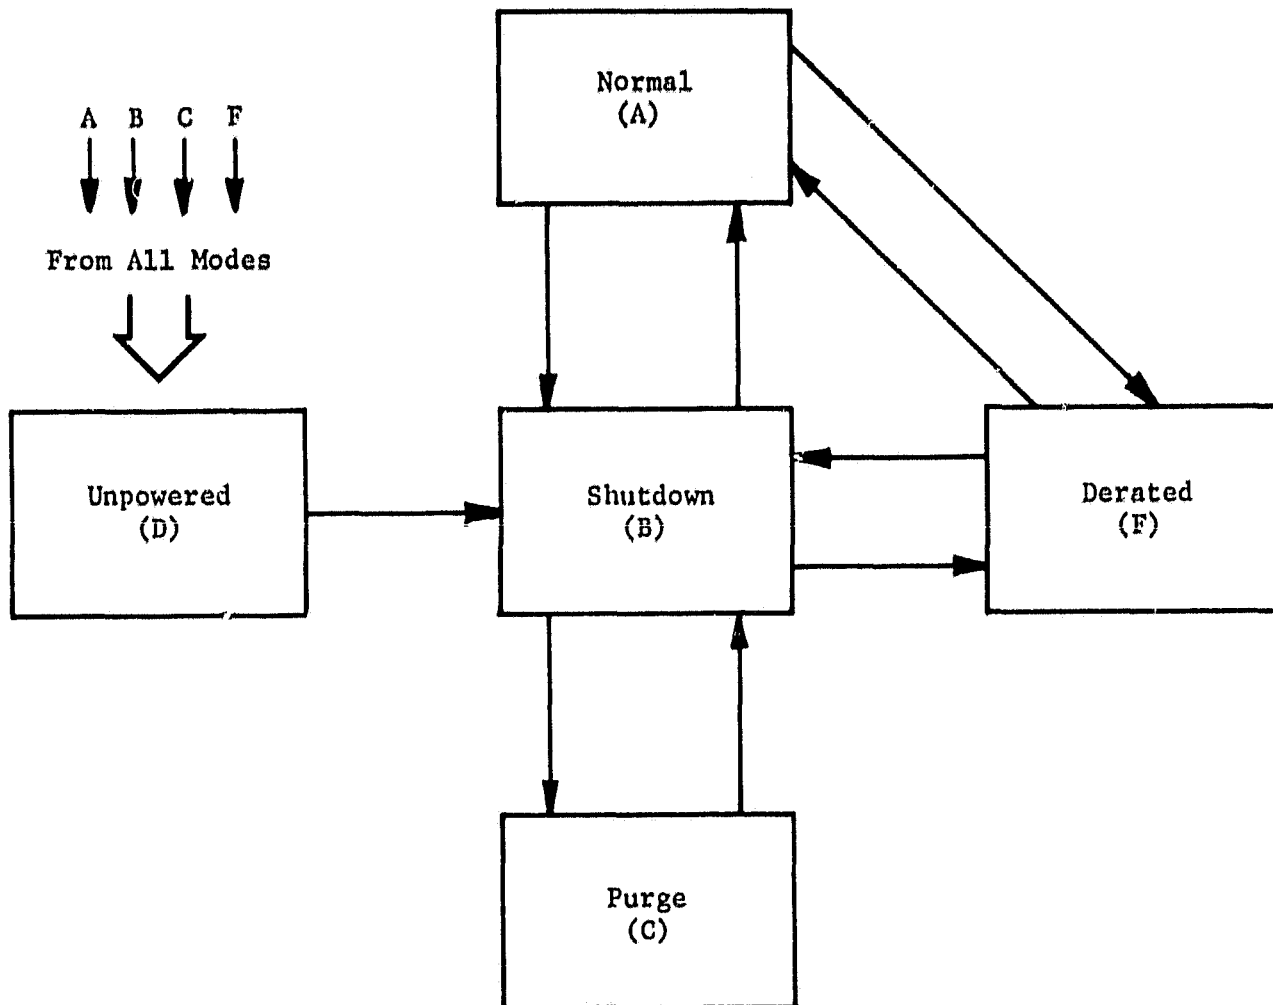 Normal
(A)
A B C F
From All Modes
Unpowered
(D)
Shutdown
(B)
Derated
(F)
Purge
(C)